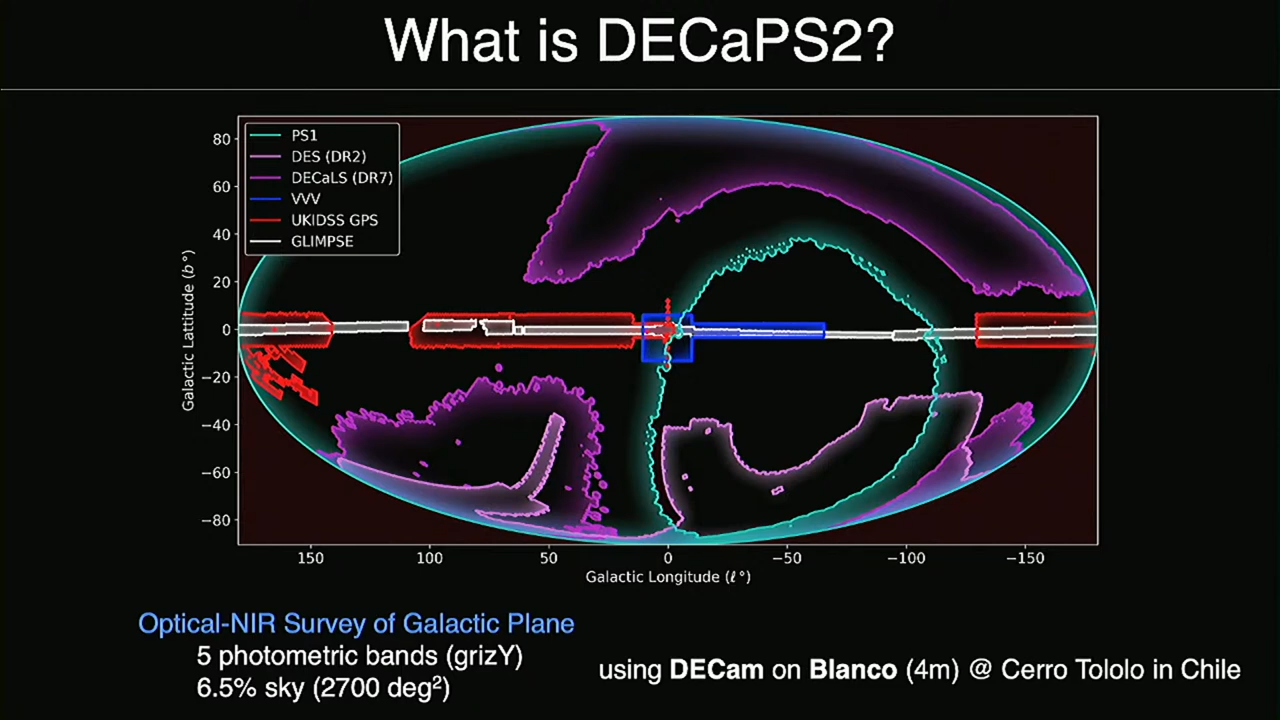 What is DECaPS2?
PS1
DES (DR2)
DECaLS (DR7)
VVV
UKIDSS GPS
GLIMPSE
80
60
40
20
0
−20
−40
−60
−80
Galactic Lattitude (b°)
150
100
50
0
−50
−100
−150
Galactic Longitude (ℓ°)
Optical-NIR Survey of Galactic Plane
5 photometric bands (grizY)
6.5% sky (2700 deg²)
using DECam on Blanco (4m) @ Cerro Tololo in Chile